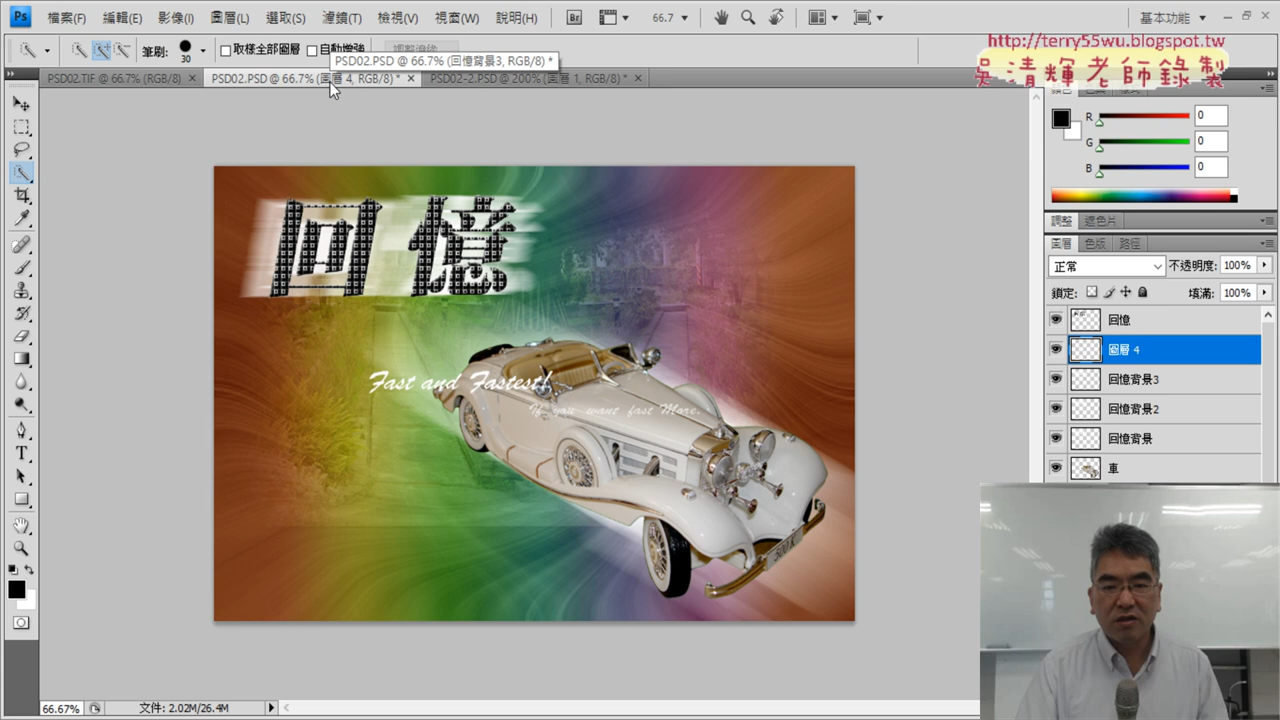 Ps 檔案(F) 編輯(E) 影像(I) 圖層(L) 選取(S) 濾鏡(T) 檢視(V) 視窗(W) 說明(H) Br 66.7 基本功能
筆刷: 30 取樣全部圖層 自動增強 調整邊緣...
http://terry55wu.blogspot.tw
吳清輝老師錄製
PSD02.PSD @ 66.7% (回憶背景3, RGB/8) *
PSD02.TIF @ 66.7% (RGB/8) PSD02.PSD @ 66.7% (圖層 4, RGB/8) * PSD02-2.PSD @ 200% (圖層 1, RGB/8) *
R 0
G 0
B 0
調整
圖層 色版 路徑
正常 不透明度: 100%
鎖定: 填滿: 100%
回憶
圖層 4
回憶背景3
回憶背景2
回憶背景
車
回憶
Fast and Fastest!
If you want fast More.
66.67% 文件: 2.02M/26.4M